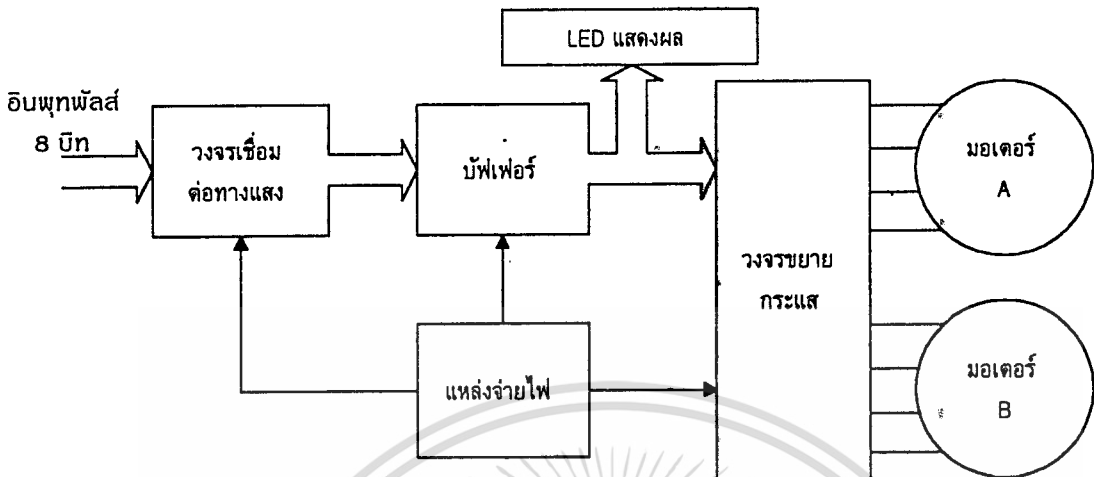 LED แสดงผล
อินพุทพัลส์
8 บิท
วงจรเชื่อม
ต่อทางแสง
บัฟเฟอร์
วงจรขยาย
กระแส
มอเตอร์
A
แหล่งจ่ายไฟ
มอเตอร์
B